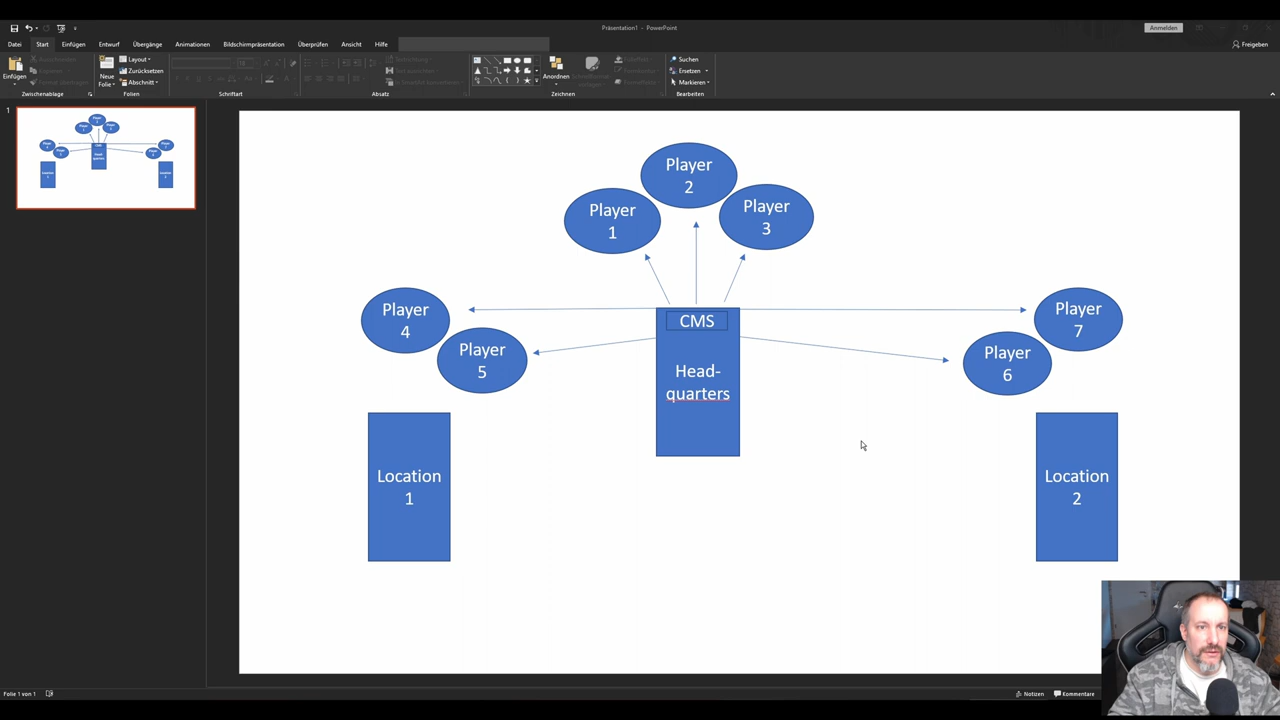 Präsentation1 - PowerPoint
Anmelden
Datei
Start
Einfügen
Entwurf
Übergänge
Animationen
Bildschirmpräsentation
Überprüfen
Ansicht
Hilfe
Freigeben
Einfügen
Neue
Folie
Layout
Zurücksetzen
Abschnitt
Anordnen
Suchen
Ersetzen
Markieren
Zwischenablage
Folien
Schriftart
Absatz
Zeichnen
Bearbeiten
1
Player
2
Player
1
Player
3
Player
4
Player
5
CMS
Head-
quarters
Player
7
Player
6
Location
1
Location
2
Folie 1 von 1
Notizen
Kommentare